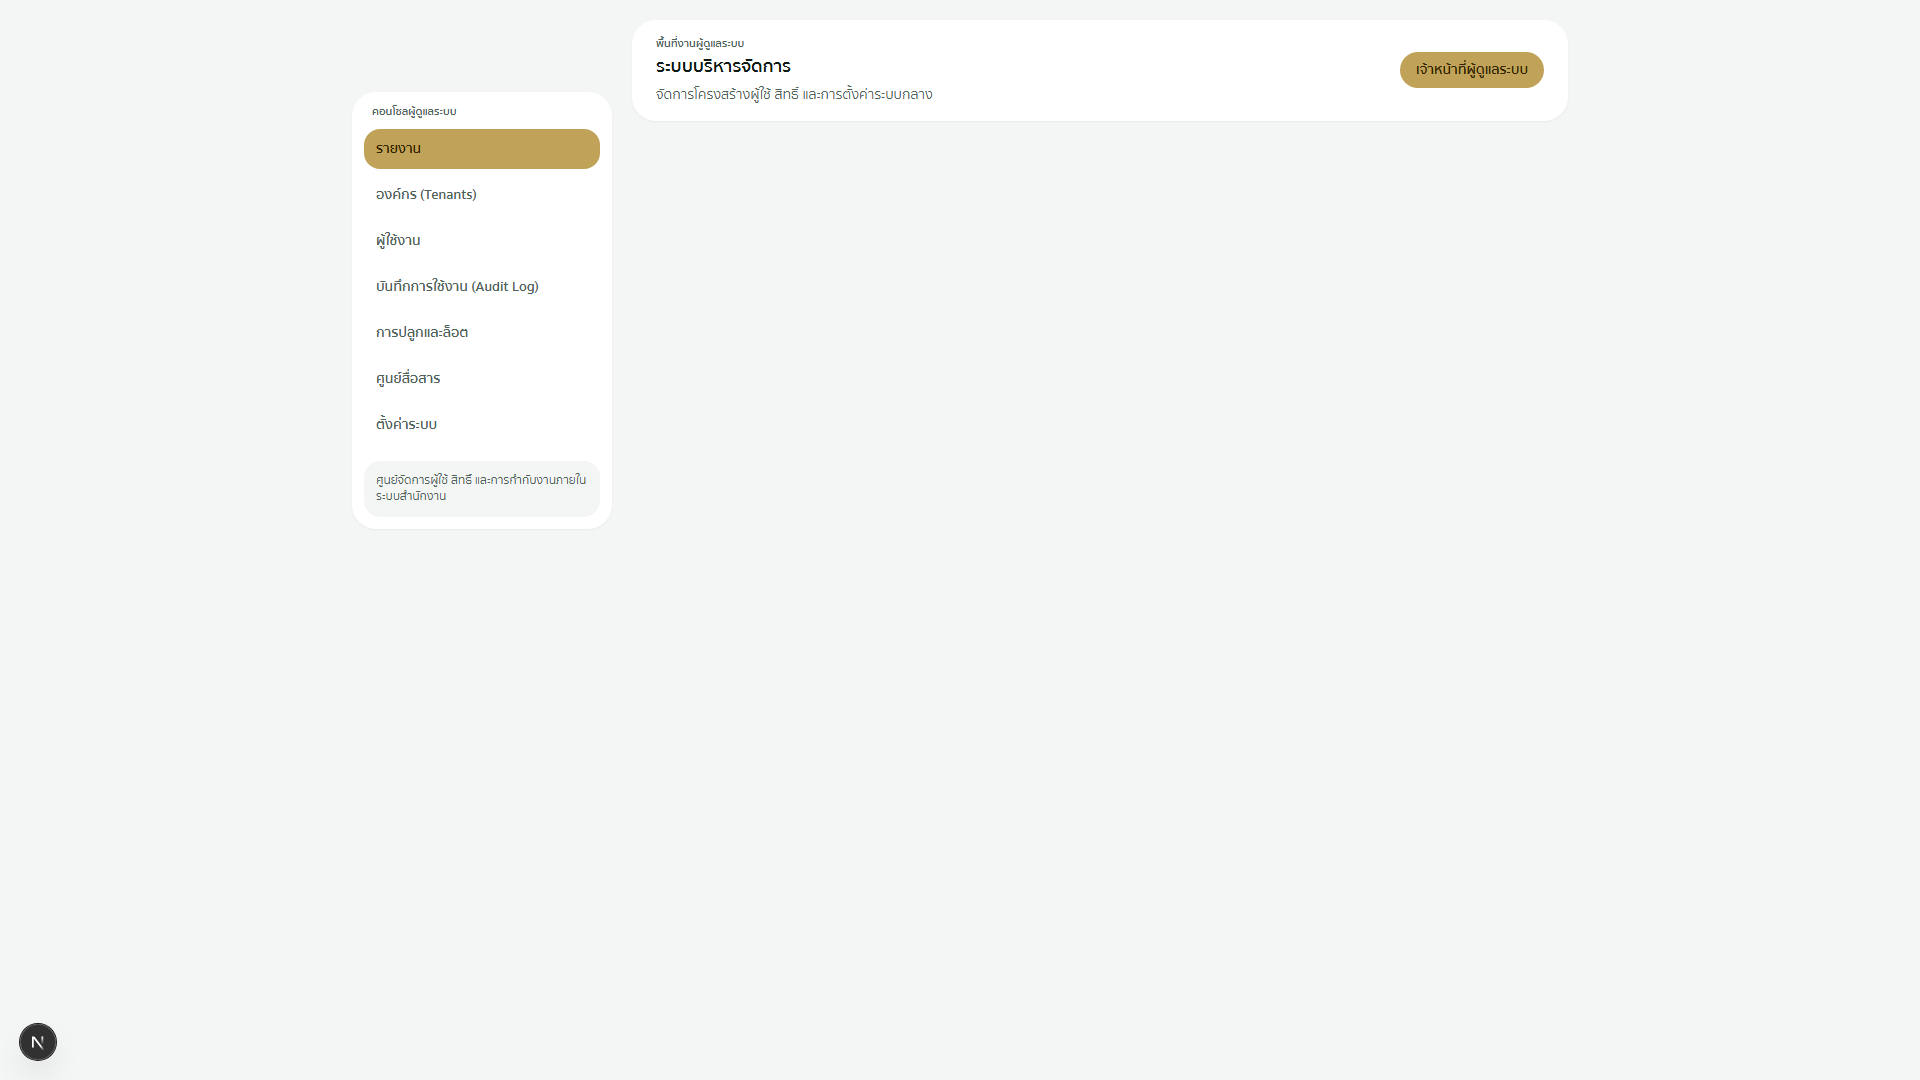 พื้นที่งานผู้ดูแลระบบ
ระบบบริหารจัดการ
จัดการโครงสร้างผู้ใช้ สิทธิ์ และการตั้งค่าระบบกลาง
เจ้าหน้าที่ผู้ดูแลระบบ
คอนโซลผู้ดูแลระบบ
รายงาน
องค์กร (Tenants)
ผู้ใช้งาน
บันทึกการใช้งาน (Audit Log)
การปลูกและล็อต
ศูนย์สื่อสาร
ตั้งค่าระบบ
ศูนย์จัดการผู้ใช้ สิทธิ์ และการกำกับงานภายใน
ระบบสำนักงาน
N